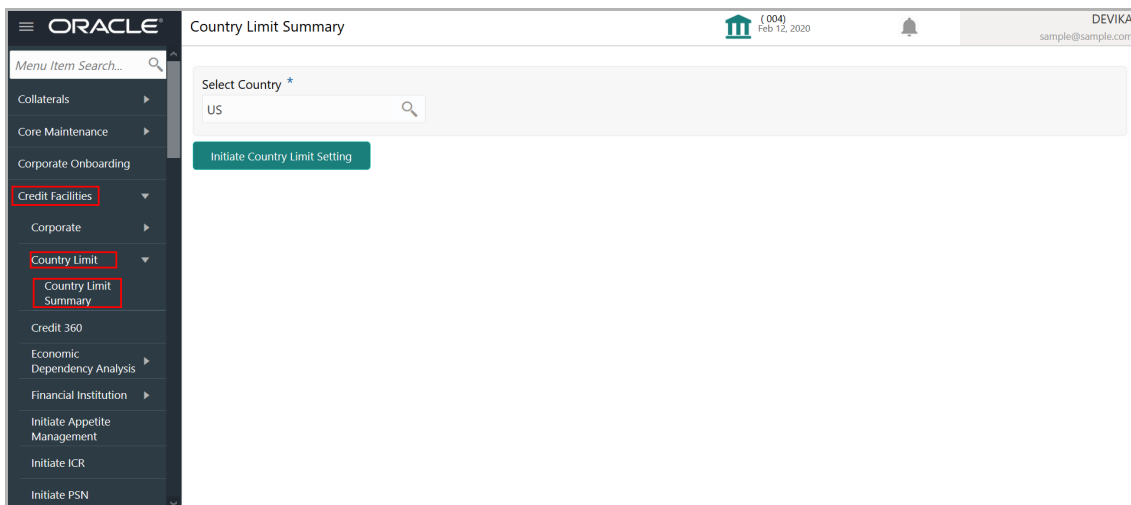 ORACLE®
Country Limit Summary
( 004)
Feb 12, 2020
DEVIKA
sample@sample.com
Menu Item Search...
Collaterals
Core Maintenance
Corporate Onboarding
Credit Facilities
Corporate
Country Limit
Country Limit
Summary
Credit 360
Economic
Dependency Analysis
Financial Institution
Initiate Appetite
Management
Initiate ICR
Initiate PSN
Select Country *
US
Initiate Country Limit Setting